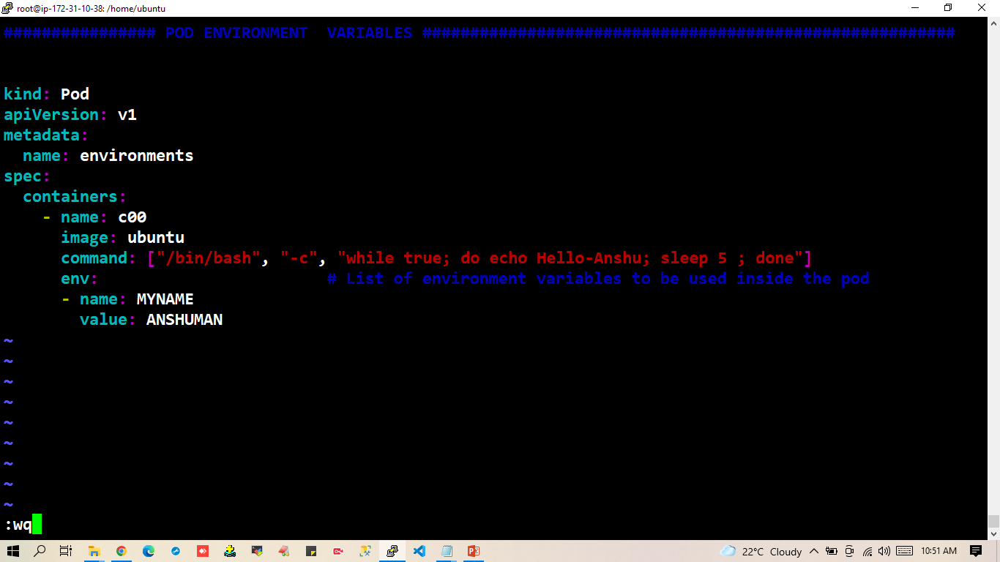 root@ip-172-31-10-38: /home/ubuntu
################ POD ENVIRONMENT  VARIABLES ########################################################
kind: Pod
apiVersion: v1
metadata:
  name: environments
spec:
  containers:
    - name: c00
      image: ubuntu
      command: ["/bin/bash", "-c", "while true; do echo Hello-Anshu; sleep 5 ; done"]
      env:                        # List of environment variables to be used inside the pod
      - name: MYNAME
        value: ANSHUMAN
~
~
~
~
~
~
~
~
~
:wq
22°C Cloudy 10:51 AM